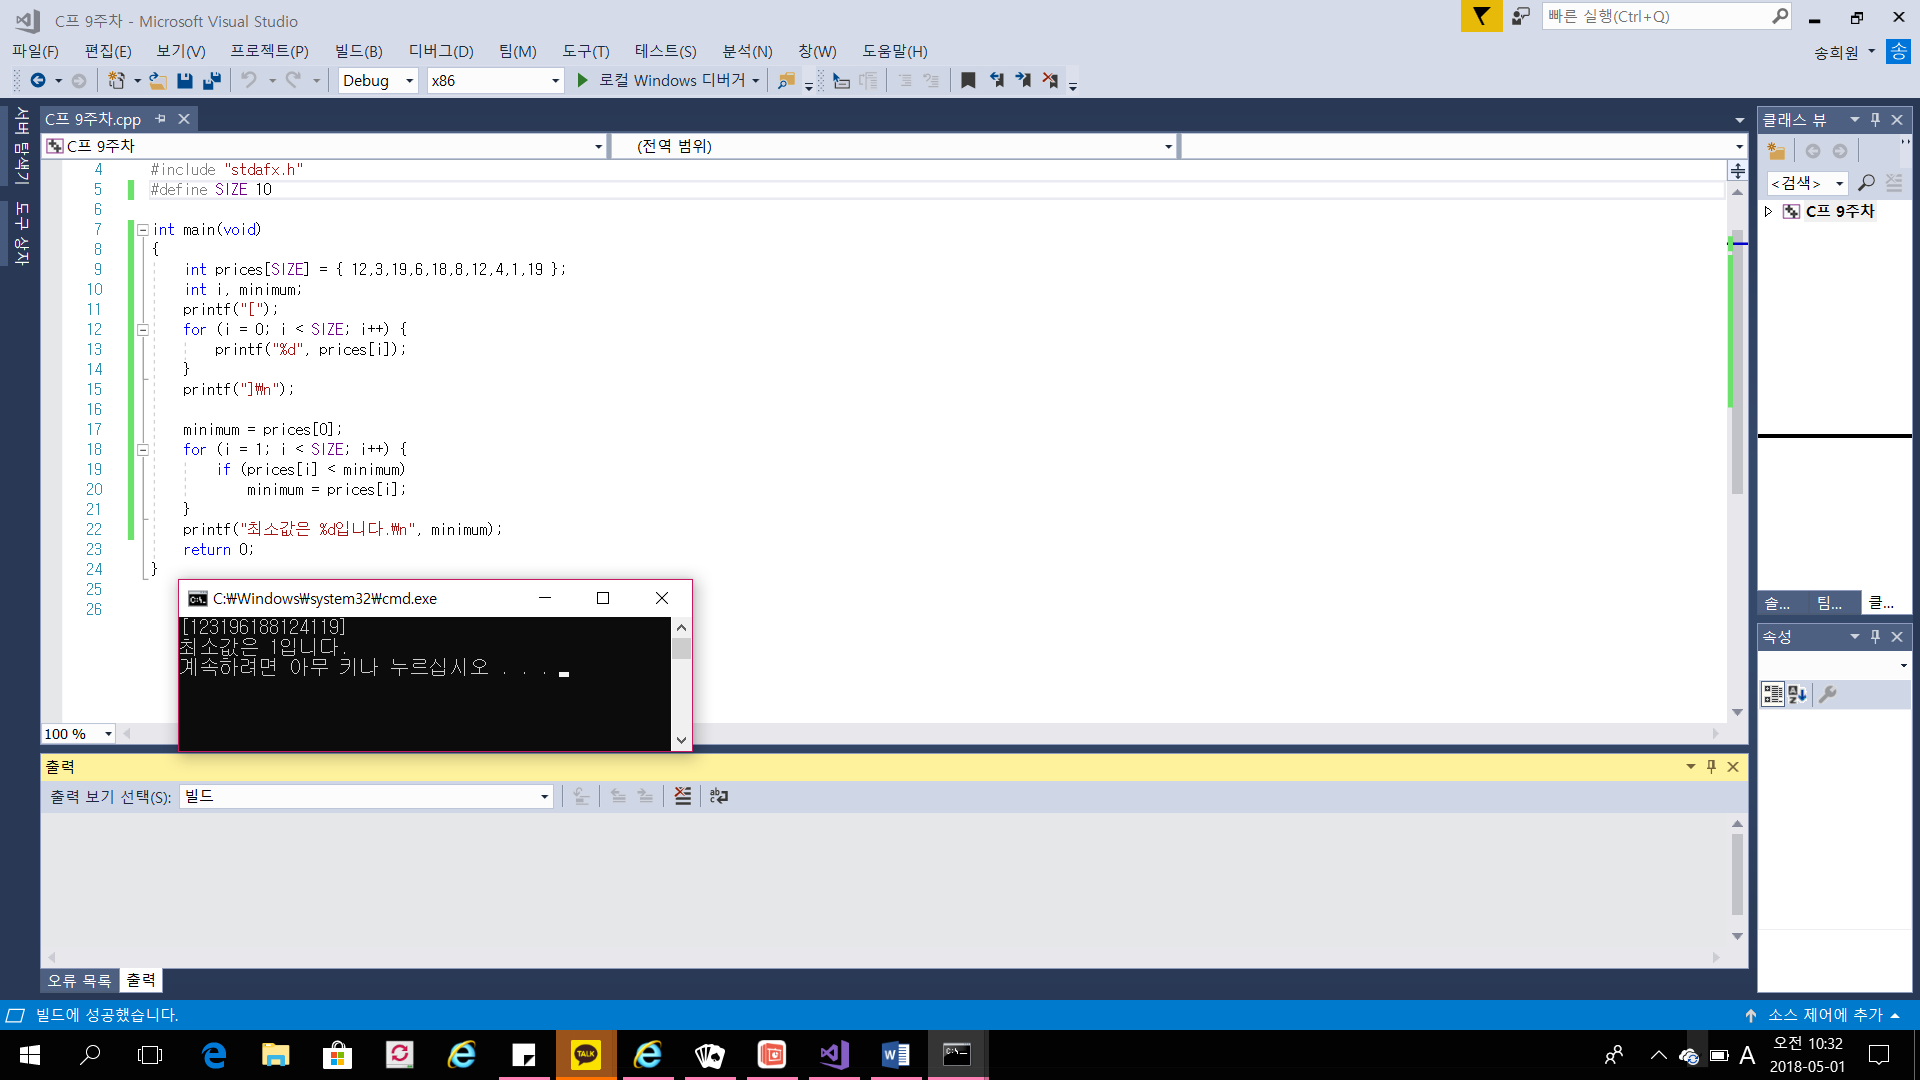 C프 9주차 - Microsoft Visual Studio
빠른 실행(Ctrl+Q)
파일(F) 편집(E) 보기(V) 프로젝트(P) 빌드(B) 디버그(D) 팀(M) 도구(T) 테스트(S) 분석(N) 창(W) 도움말(H)
송희원 송
Debug x86 로컬 Windows 디버거
서버 탐색기
도구 상자
C프 9주차.cpp
C프 9주차 (전역 범위)
4 #include "stdafx.h"
5 #define SIZE 10
6
7 int main(void)
8 {
9 int prices[SIZE] = { 12,3,19,6,18,8,12,4,1,19 };
10 int i, minimum;
11 printf("[");
12 for (i = 0; i < SIZE; i++) {
13 printf("%d", prices[i]);
14 }
15 printf("]₩n");
16
17 minimum = prices[0];
18 for (i = 1; i < SIZE; i++) {
19 if (prices[i] < minimum)
20 minimum = prices[i];
21 }
22 printf("최소값은 %d입니다.₩n", minimum);
23 return 0;
24 }
25
26
C:₩Windows₩system32₩cmd.exe
[123196188124119]
최소값은 1입니다.
계속하려면 아무 키나 누르십시오 . . .
100 %
출력
출력 보기 선택(S): 빌드
오류 목록 출력
클래스 뷰
<검색>
C프 9주차
솔... 팀... 클...
속성
빌드에 성공했습니다.
소스 제어에 추가
TALK
A
오전 10:32
2018-05-01